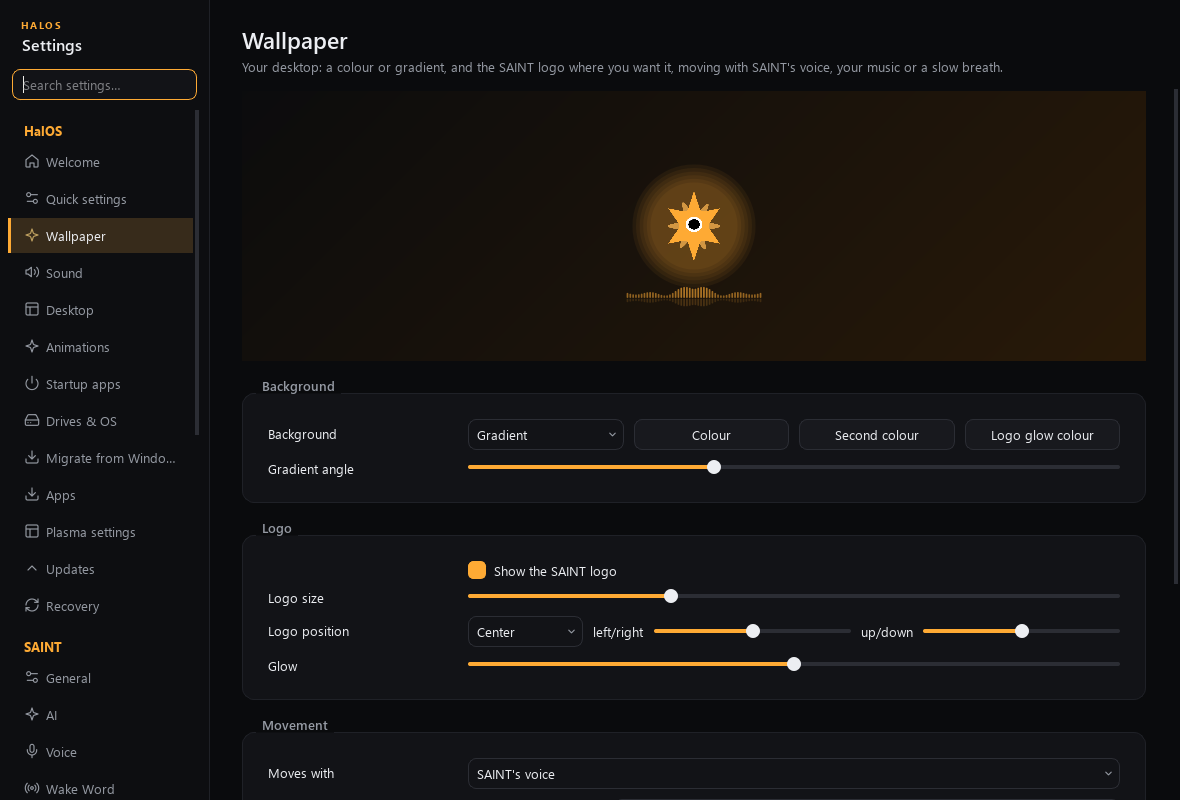 HALOS
Settings
Search settings...
HalOS
Welcome
Quick settings
Wallpaper
Sound
Desktop
Animations
Startup apps
Drives & OS
Migrate from Windo...
Apps
Plasma settings
Updates
Recovery
SAINT
General
AI
Voice
Wake Word
Wallpaper
Your desktop: a colour or gradient, and the SAINT logo where you want it, moving with SAINT's voice, your music or a slow breath.
Background
Background Gradient Colour Second colour Logo glow colour
Gradient angle
Logo
Show the SAINT logo
Logo size
Logo position Center left/right up/down
Glow
Movement
Moves with SAINT's voice